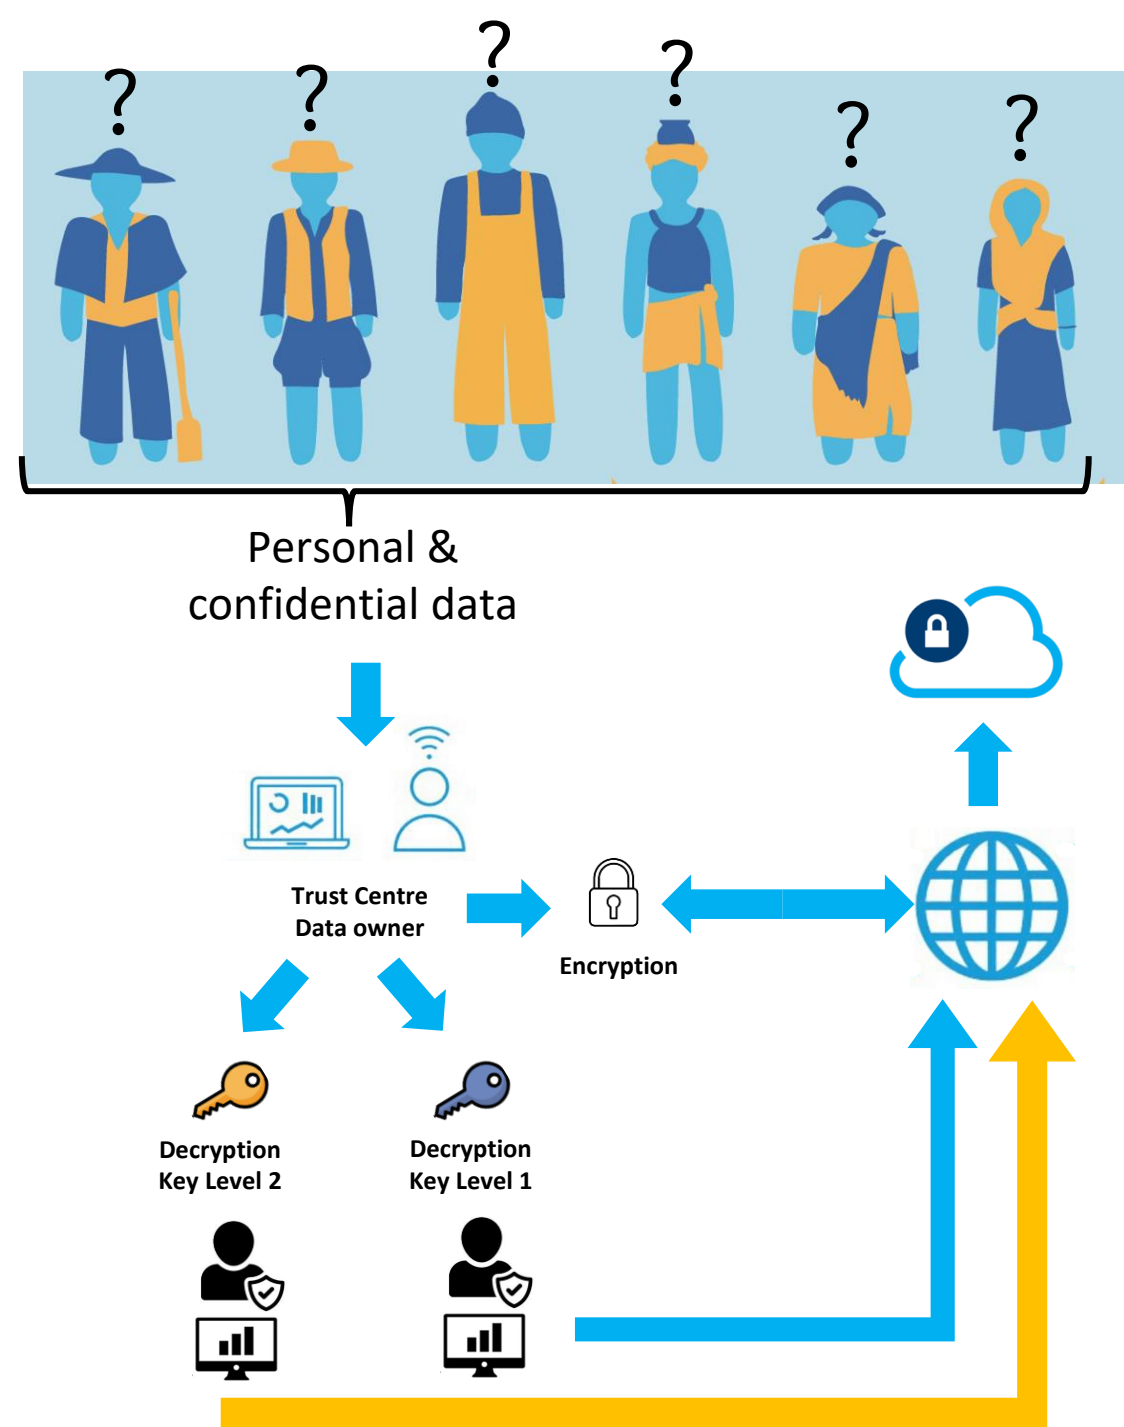 ? ? ? ? ? ?
Personal &
confidential data
Trust Centre
Data owner
Encryption
Decryption
Key Level 2
Decryption
Key Level 1